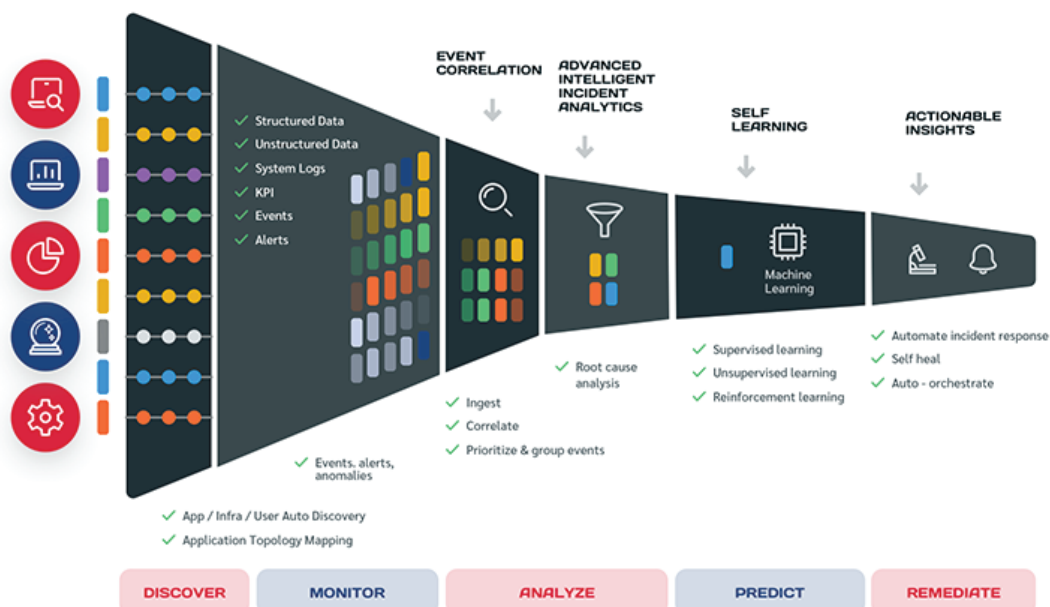 EVENT
CORRELATION
ADVANCED
INTELLIGENT
INCIDENT
ANALYTICS
SELF
LEARNING
ACTIONABLE
INSIGHTS
Structured Data
Unstructured Data
System Logs
KPI
Events
Alerts
Machine
Learning
Root cause
analysis
Supervised learning
Unsupervised learning
Reinforcement learning
Automate incident response
Self heal
Auto - orchestrate
Ingest
Correlate
Prioritize & group events
Events. alerts,
anomalies
App / Infra / User Auto Discovery
Application Topology Mapping
DISCOVER
MONITOR
ANALYZE
PREDICT
REMEDIATE